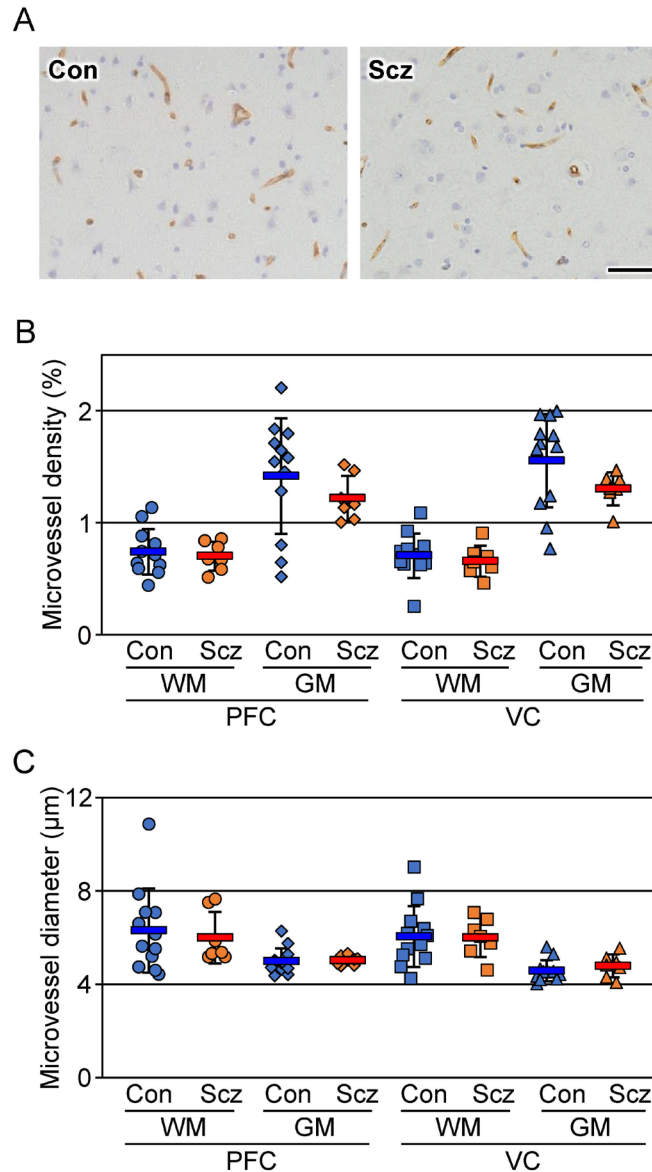 A
Con
Scz
B
Microvessel density (%)
2
1
0
Con Scz Con Scz Con Scz Con Scz
WM GM WM GM
PFC VC
C
Microvessel diameter (µm)
12
8
4
0
Con Scz Con Scz Con Scz Con Scz
WM GM WM GM
PFC VC